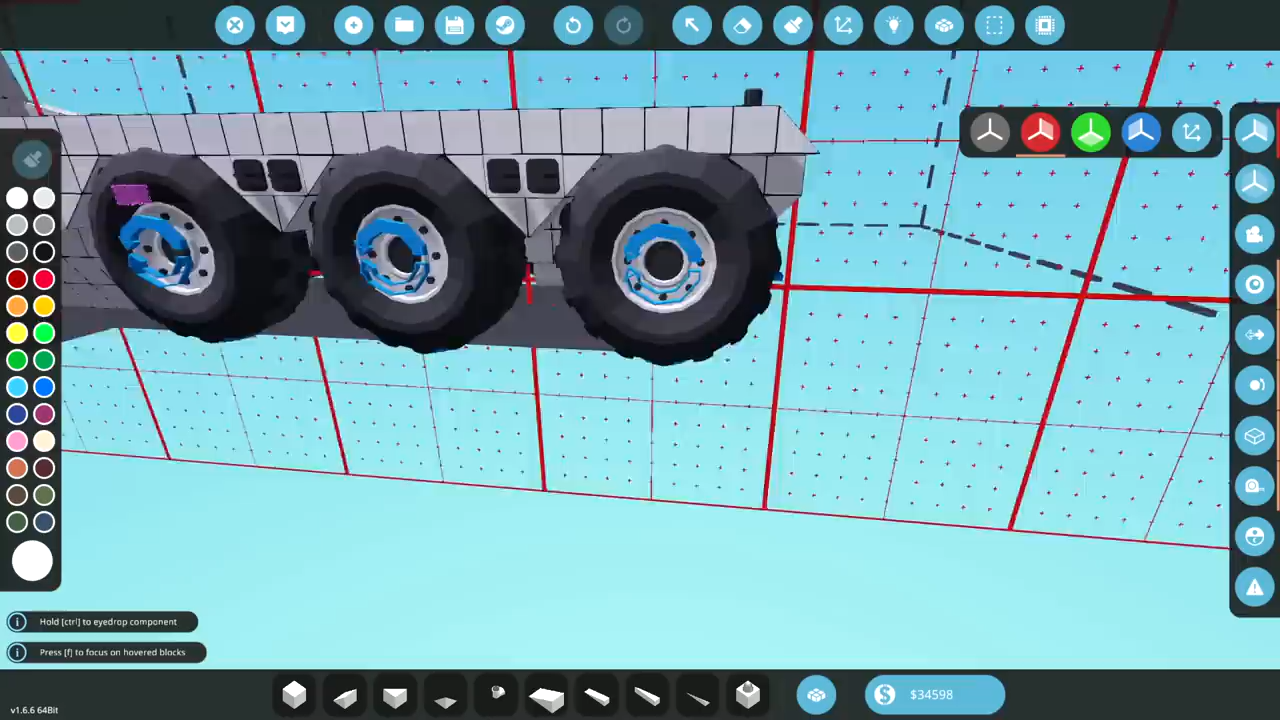 Hold [ctrl] to eyedrop component
Press [f] to focus on hovered blocks
$34598
v1.6.6 64Bit